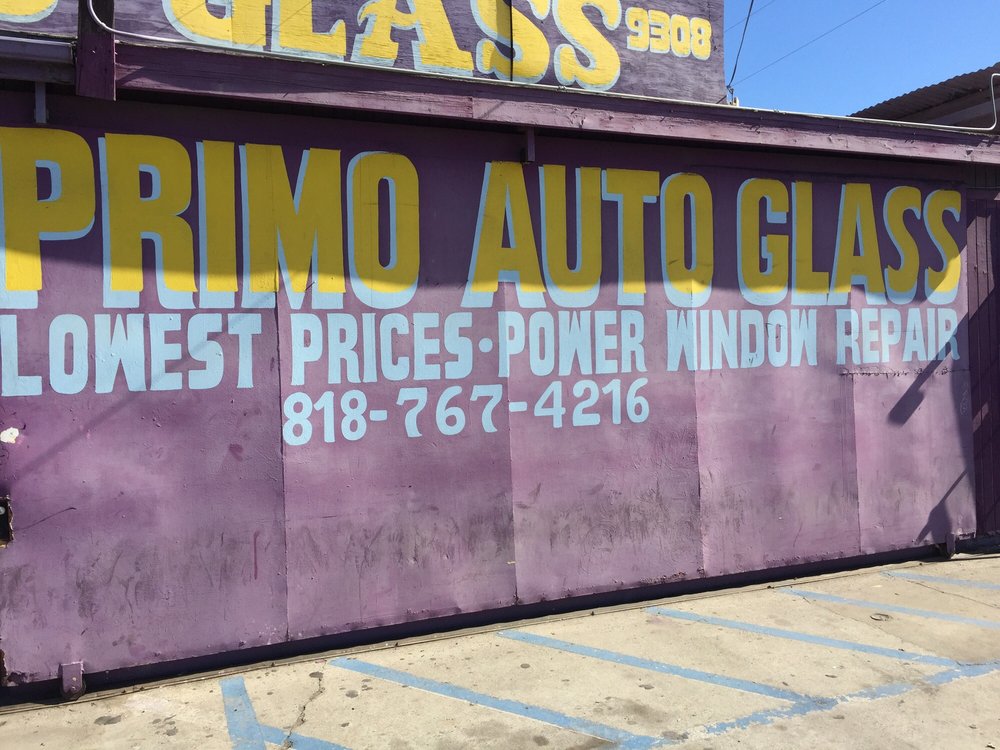 GLASS 9308
PRIMO AUTO GLASS
LOWEST PRICES·POWER WINDOW REPAIR
818-767-4216